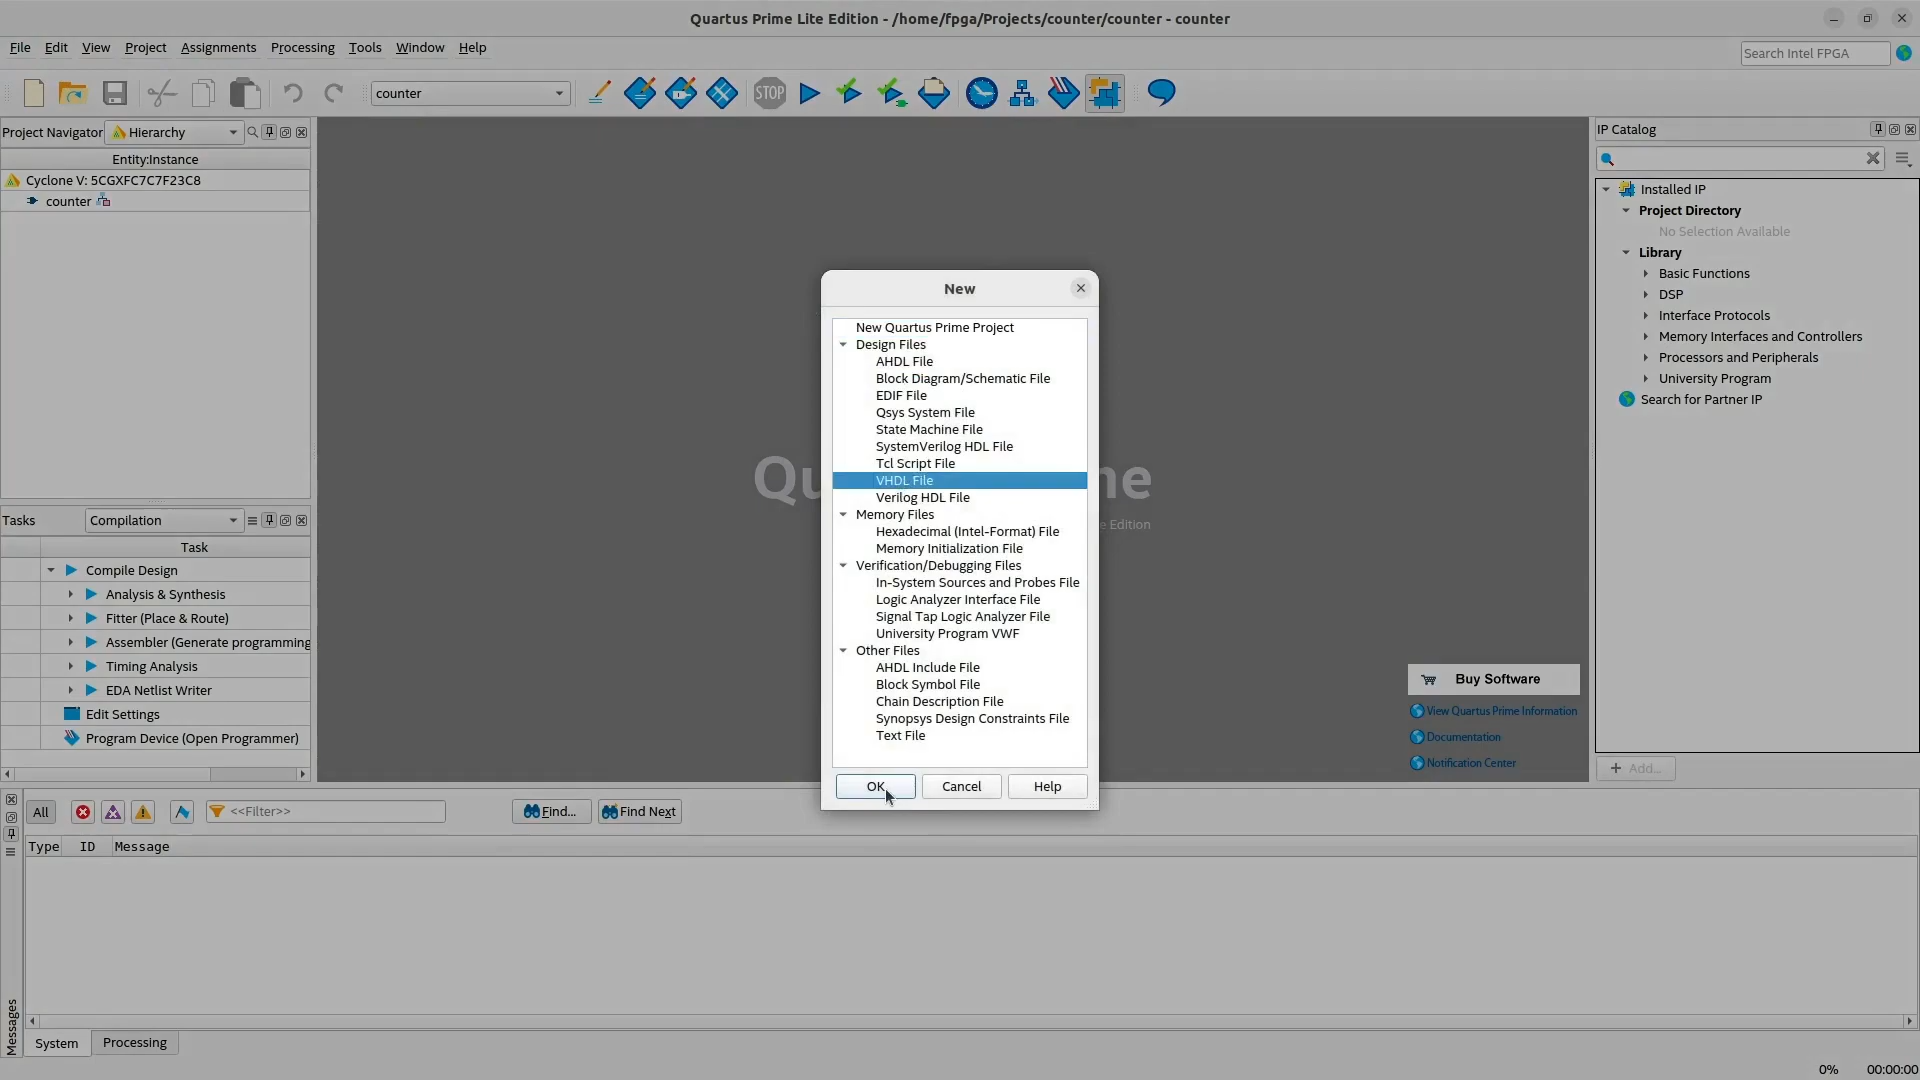 Quartus Prime Lite Edition - /home/fpga/Projects/counter/counter - counter
File Edit View Project Assignments Processing Tools Window Help
Search Intel FPGA
counter
STOP
Project Navigator Hierarchy
Entity:Instance
Cyclone V: 5CGXFC7C7F23C8
counter
Tasks Compilation
Task
Compile Design
Analysis & Synthesis
Fitter (Place & Route)
Assembler (Generate programming
Timing Analysis
EDA Netlist Writer
Edit Settings
Program Device (Open Programmer)
New
New Quartus Prime Project
Design Files
AHDL File
Block Diagram/Schematic File
EDIF File
Qsys System File
State Machine File
SystemVerilog HDL File
Tcl Script File
VHDL File
Verilog HDL File
Memory Files
Hexadecimal (Intel-Format) File
Memory Initialization File
Verification/Debugging Files
In-System Sources and Probes File
Logic Analyzer Interface File
Signal Tap Logic Analyzer File
University Program VWF
Other Files
AHDL Include File
Block Symbol File
Chain Description File
Synopsys Design Constraints File
Text File
OK Cancel Help
Qu
ne
e Edition
Buy Software
View Quartus Prime Information
Documentation
Notification Center
IP Catalog
Installed IP
Project Directory
No Selection Available
Library
Basic Functions
DSP
Interface Protocols
Memory Interfaces and Controllers
Processors and Peripherals
University Program
Search for Partner IP
+ Add...
All <<Filter>> Find... Find Next
Type ID Message
Messages
System Processing
0% 00:00:00